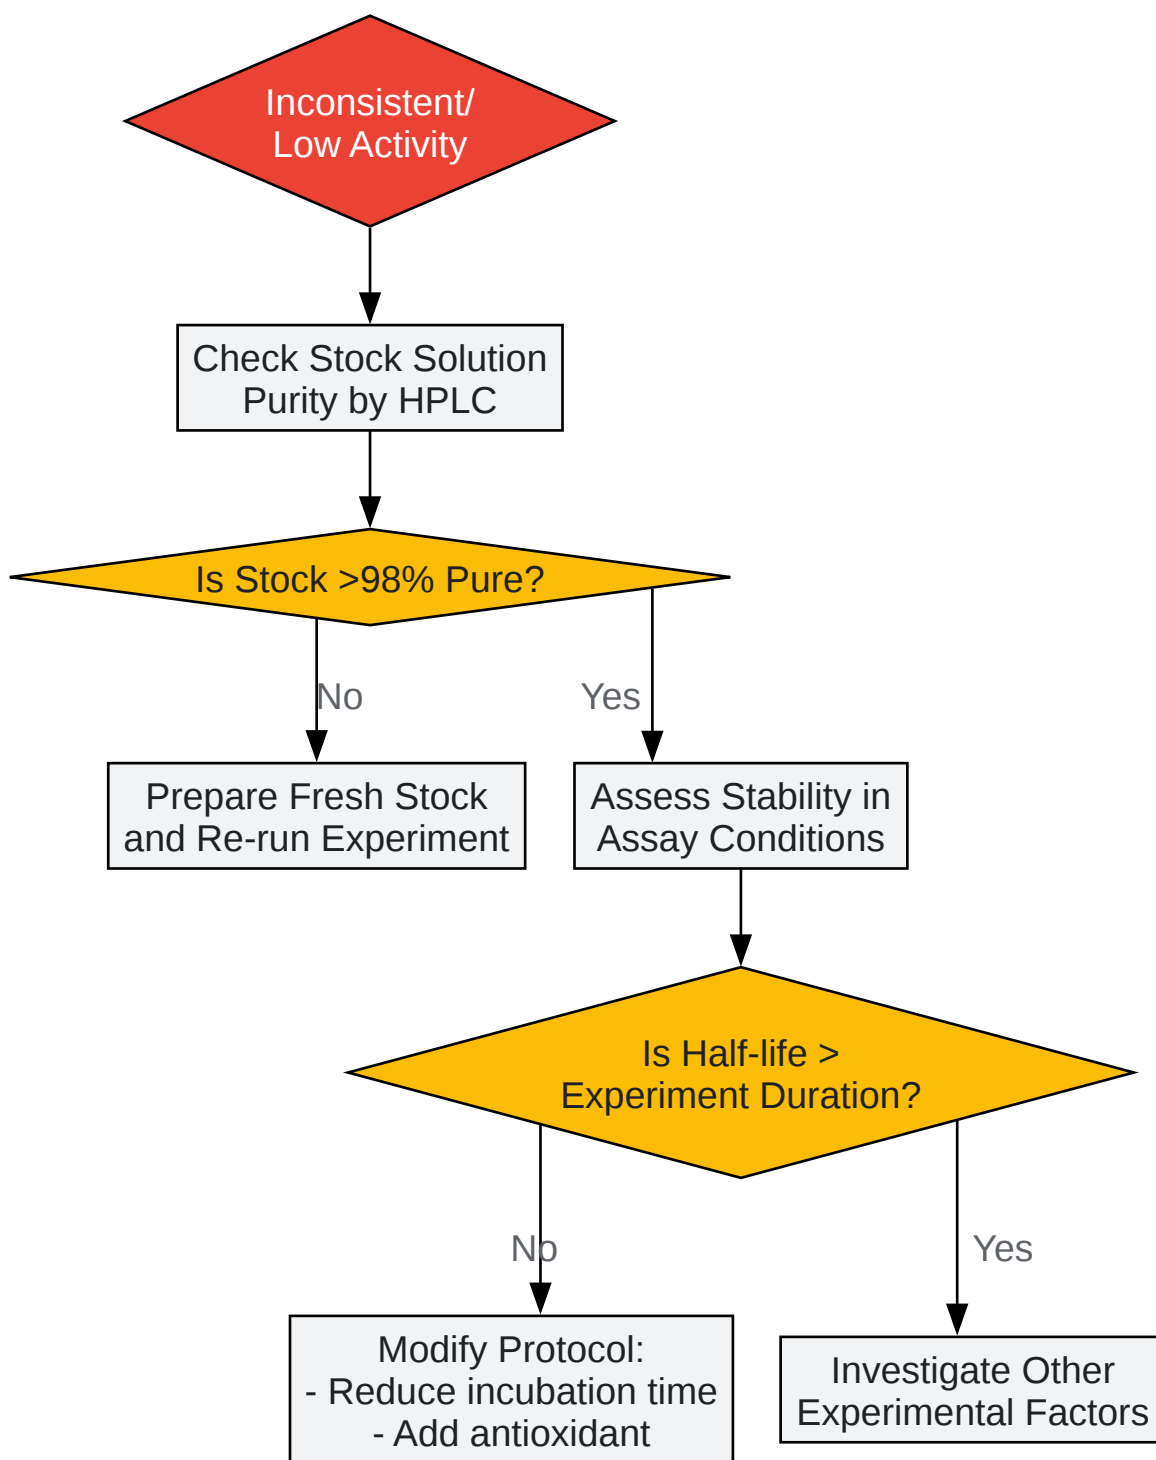 Inconsistent/
Low Activity
Check Stock Solution
Purity by HPLC
Is Stock >98% Pure?
No
Yes
Prepare Fresh Stock
and Re-run Experiment
Assess Stability in
Assay Conditions
Is Half-life >
Experiment Duration?
No
Yes
Modify Protocol:
- Reduce incubation time
- Add antioxidant
Investigate Other
Experimental Factors